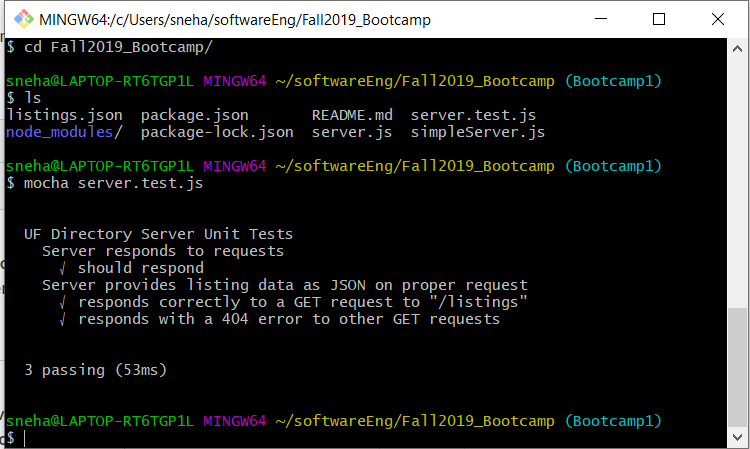 MINGW64:/c/Users/sneha/softwareEng/Fall2019_Bootcamp
$ cd Fall2019_Bootcamp/
sneha@LAPTOP-RT6TGP1L MINGW64 ~/softwareEng/Fall2019_Bootcamp (Bootcamp1)
$ ls
listings.json  package.json       README.md  server.test.js
node_modules/  package-lock.json  server.js  simpleServer.js
sneha@LAPTOP-RT6TGP1L MINGW64 ~/softwareEng/Fall2019_Bootcamp (Bootcamp1)
$ mocha server.test.js
UF Directory Server Unit Tests
Server responds to requests
√ should respond
Server provides listing data as JSON on proper request
√ responds correctly to a GET request to "/listings"
√ responds with a 404 error to other GET requests
3 passing (53ms)
sneha@LAPTOP-RT6TGP1L MINGW64 ~/softwareEng/Fall2019_Bootcamp (Bootcamp1)
$